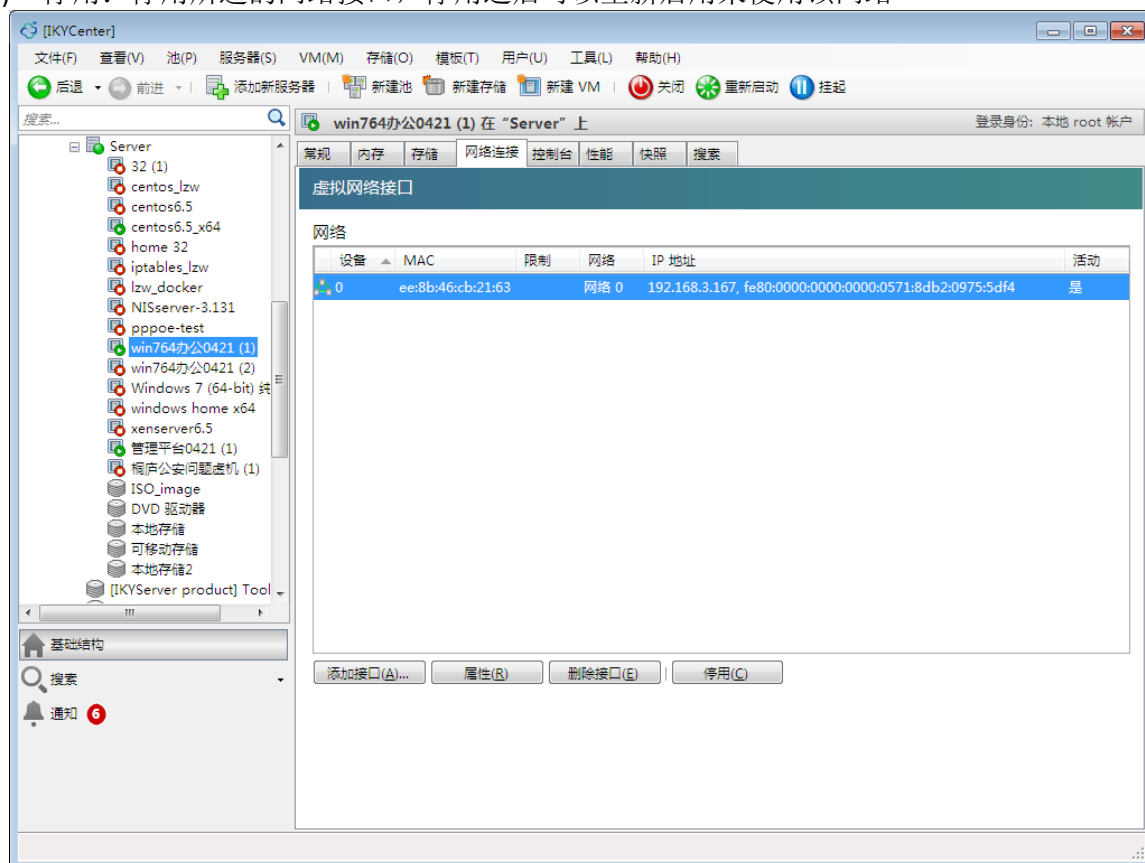 [IKYCenter]
文件(F) 查看(V) 池(P) 服务器(S) VM(M) 存储(O) 模板(T) 用户(U) 工具(L) 帮助(H)
后退 前进 添加新服务器 新建池 新建存储 新建 VM 关闭 重新启动 挂起
搜索...
win764办公0421 (1) 在 “Server” 上 登录身份: 本地 root 帐户
Server
32 (1)
centos_lzw
centos6.5
centos6.5_x64
home 32
iptables_lzw
lzw_docker
NISserver-3.131
pppoe-test
win764办公0421 (1)
win764办公0421 (2)
Windows 7 (64-bit) 纯
windows home x64
xenserver6.5
管理平台0421 (1)
桐庐公安问题虚机 (1)
ISO_image
DVD 驱动器
本地存储
可移动存储
本地存储2
[IKYServer product] Tool
基础结构
搜索
通知 6
常规 内存 存储 网络连接 控制台 性能 快照 搜索
虚拟网络接口
网络
设备 MAC 限制 网络 IP 地址 活动
0 ee:8b:46:cb:21:63 网络 0 192.168.3.167, fe80:0000:0000:0000:0571:8db2:0975:5df4 是
添加接口(A)... 属性(R) 删除接口(E) 停用(C)